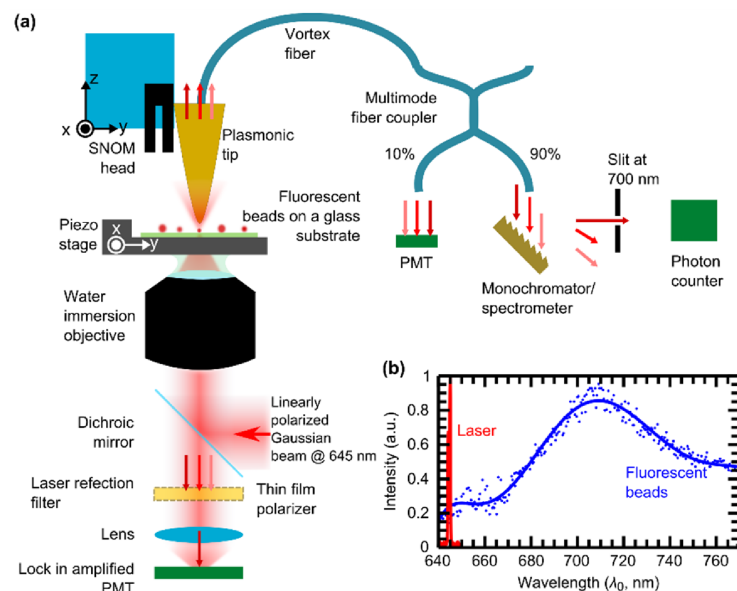 (a)
Vortex
fiber
z
x
y
SNOM
head
Plasmonic
tip
Multimode
fiber coupler
10%
90%
Slit at
700 nm
Fluorescent
beads on a glass
substrate
Piezo
stage
x
y
PMT
Monochromator/
spectrometer
Photon
counter
Water
immersion
objective
Dichroic
mirror
Linearly
polarized
Gaussian
beam @ 645 nm
Laser refection
filter
Thin film
polarizer
Lens
Lock in amplified
PMT
(b)
Intensity (a.u.)
1
0.8
0.6
0.4
0.2
0
Laser
Fluorescent
beads
640 660 680 700 720 740 760
Wavelength (λ0, nm)